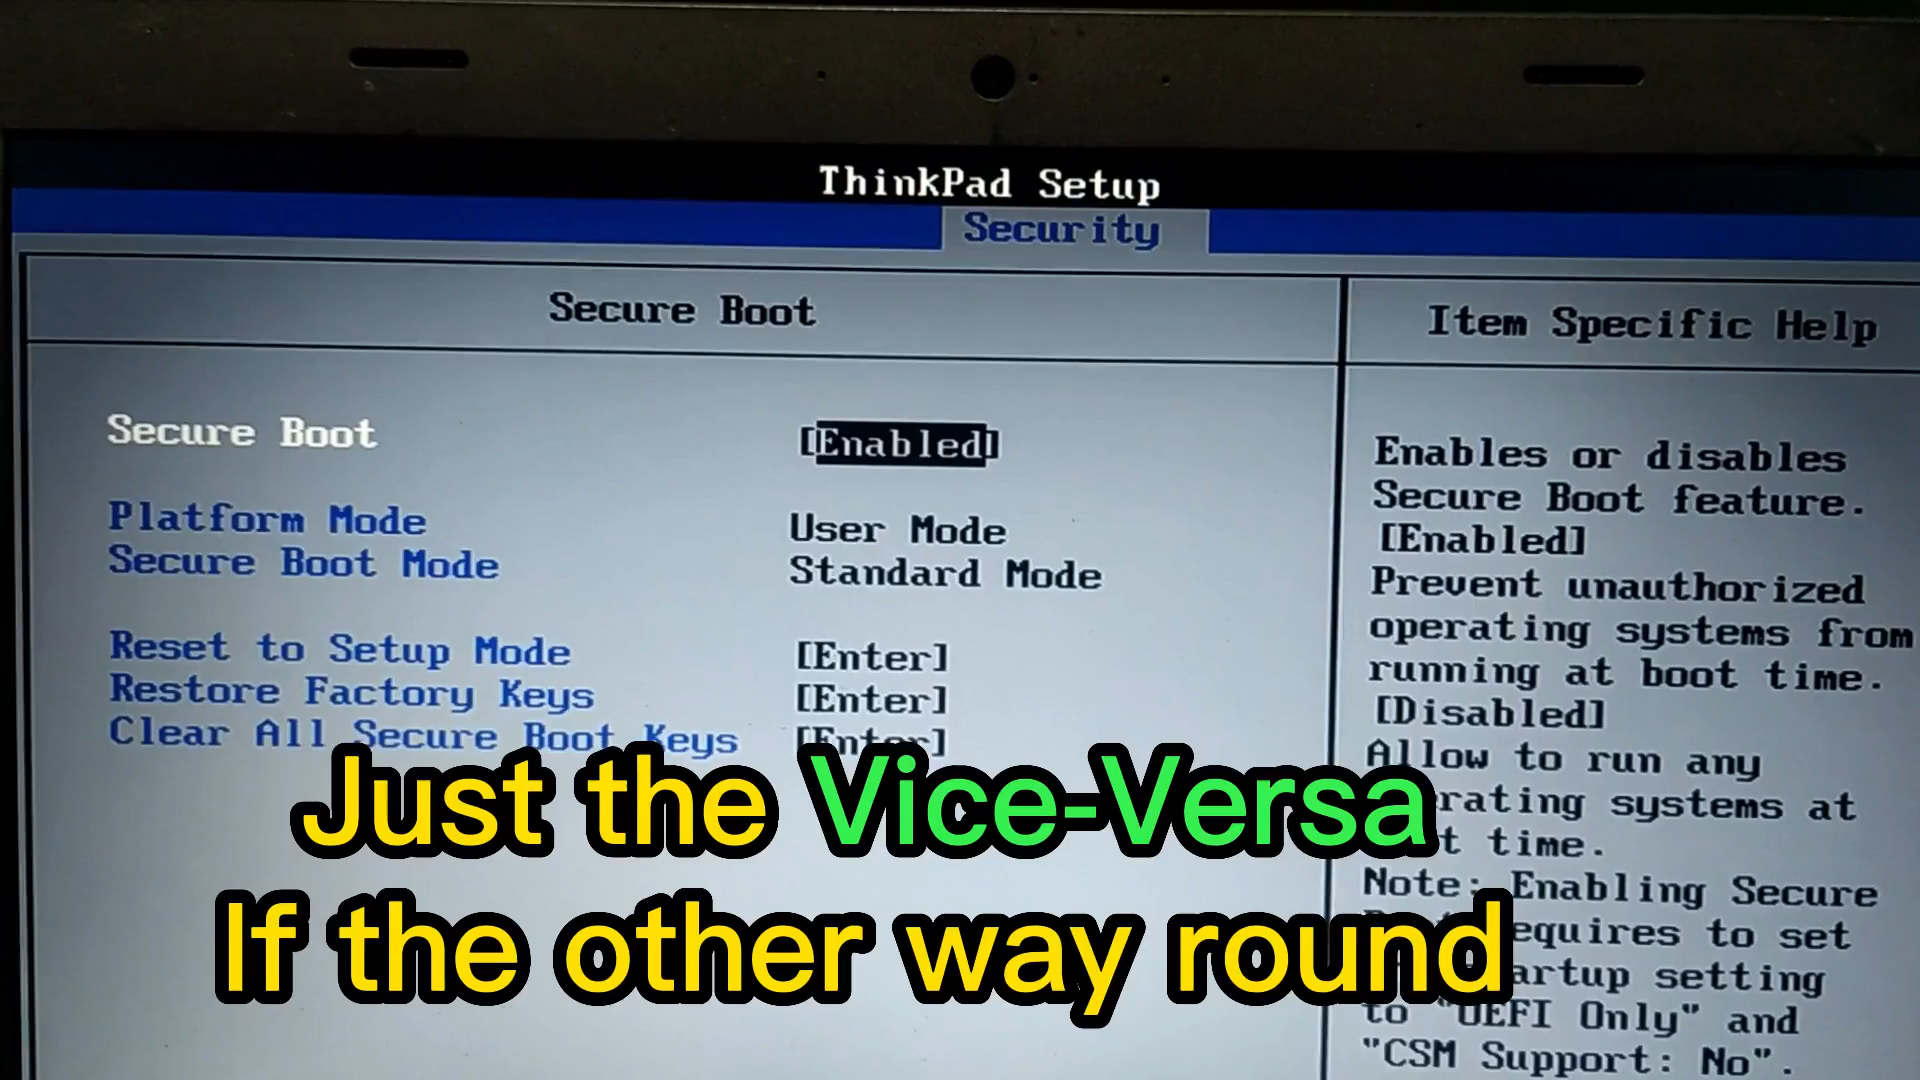 ThinkPad Setup
Security
Secure Boot
Item Specific Help
Secure Boot [Enabled]
Platform Mode User Mode
Secure Boot Mode Standard Mode
Reset to Setup Mode [Enter]
Restore Factory Keys [Enter]
Clear All Secure Boot Keys [Enter]
Enables or disables
Secure Boot feature.
[Enabled]
Prevent unauthorized
operating systems from
running at boot time.
[Disabled]
Allow to run any
systems at
time.
Note: Enabling Secure
requires to set
setting
to "UEFI Only" and
"CSM Support: No".
Just the Vice-Versa
If the other way round